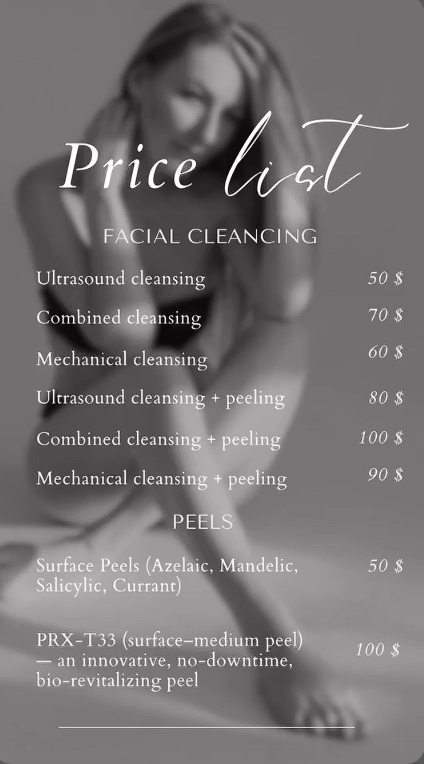 Price list
FACIAL CLEANCING
Ultrasound cleansing 50 $
Combined cleansing 70 $
Mechanical cleansing 60 $
Ultrasound cleansing + peeling 80 $
Combined cleansing + peeling 100 $
Mechanical cleansing + peeling 90 $
PEELS
Surface Peels (Azelaic, Mandelic, 50 $
Salicylic, Currant)
PRX-T33 (surface–medium peel) 100 $
— an innovative, no-downtime,
bio-revitalizing peel